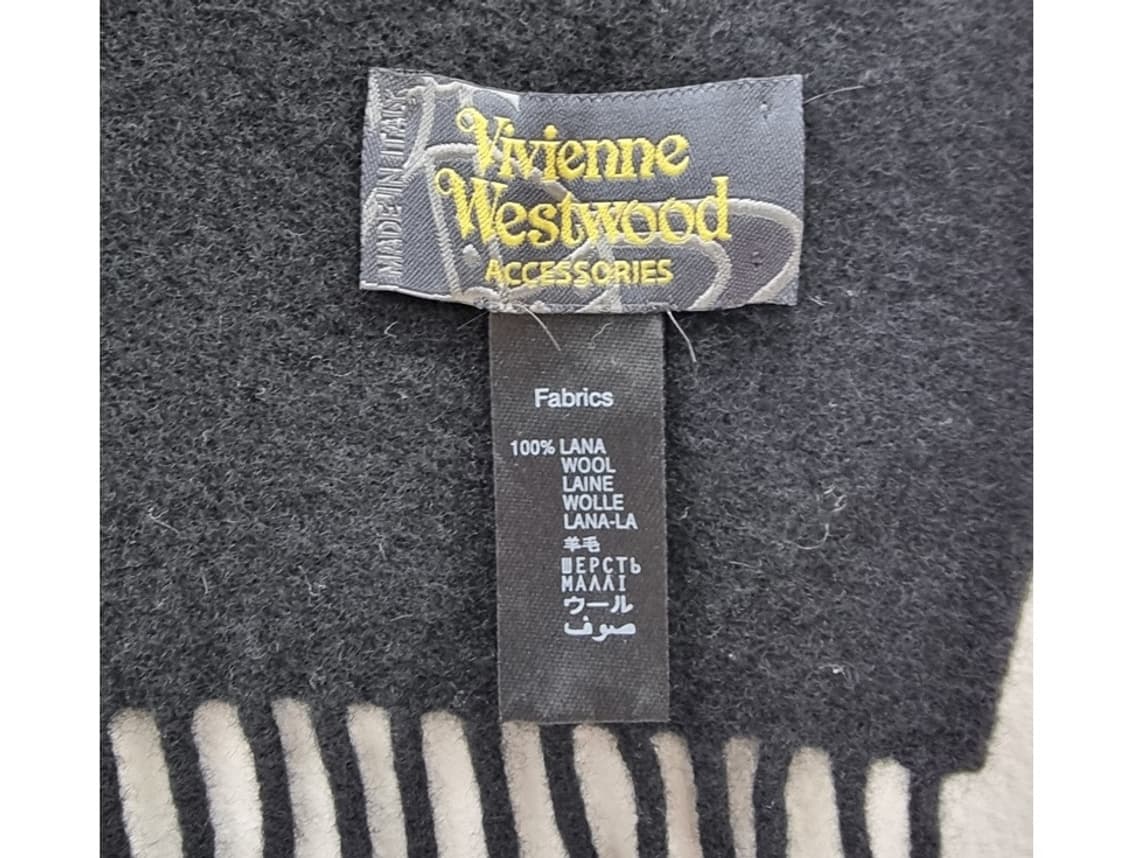 MADE IN ITALY
Vivienne
Westwood
ACCESSORIES
Fabrics
100% LANA
WOOL
LAINE
WOLLE
LANA-LA
羊毛
ШЕРСТЬ
ΜΑΛΛΙ
ウール
صوف